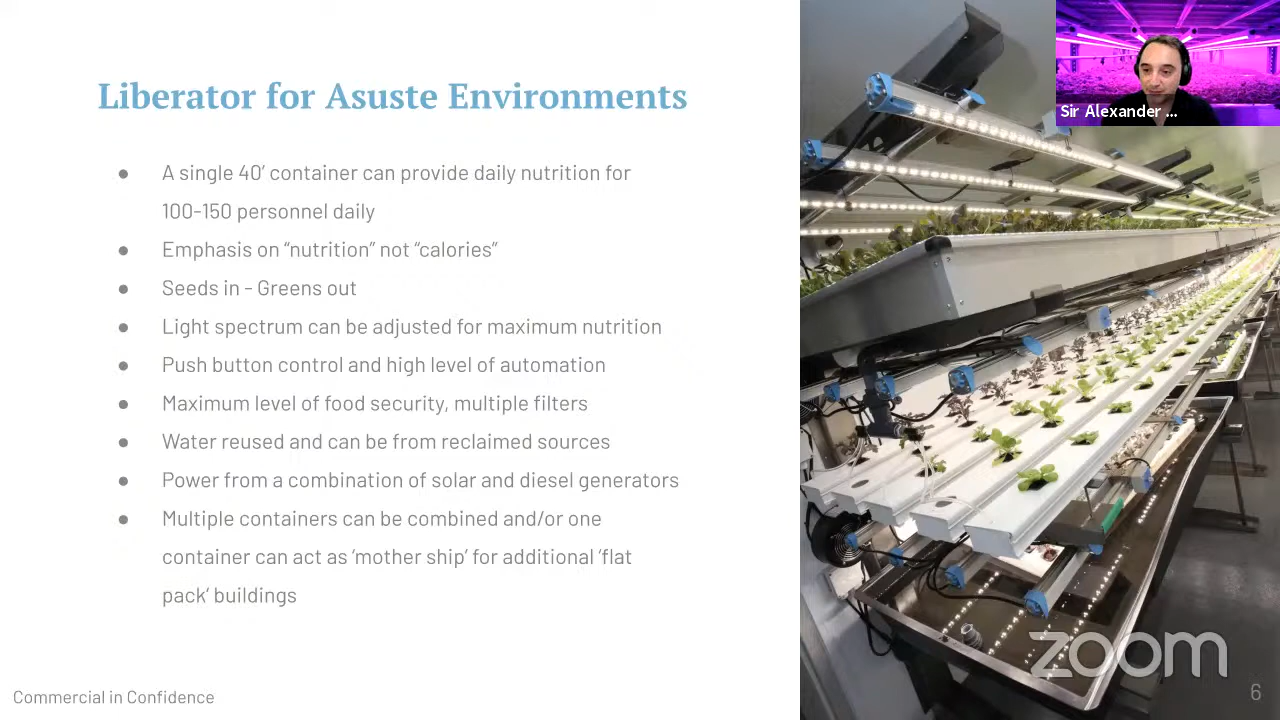 Liberator for Asuste Environments
Sir Alexander ...
● A single 40’ container can provide daily nutrition for
100-150 personnel daily
● Emphasis on “nutrition” not “calories”
● Seeds in - Greens out
● Light spectrum can be adjusted for maximum nutrition
● Push button control and high level of automation
● Maximum level of food security, multiple filters
● Water reused and can be from reclaimed sources
● Power from a combination of solar and diesel generators
● Multiple containers can be combined and/or one
container can act as ‘mother ship’ for additional ‘flat
pack’ buildings
zoom
Commercial in Confidence
6